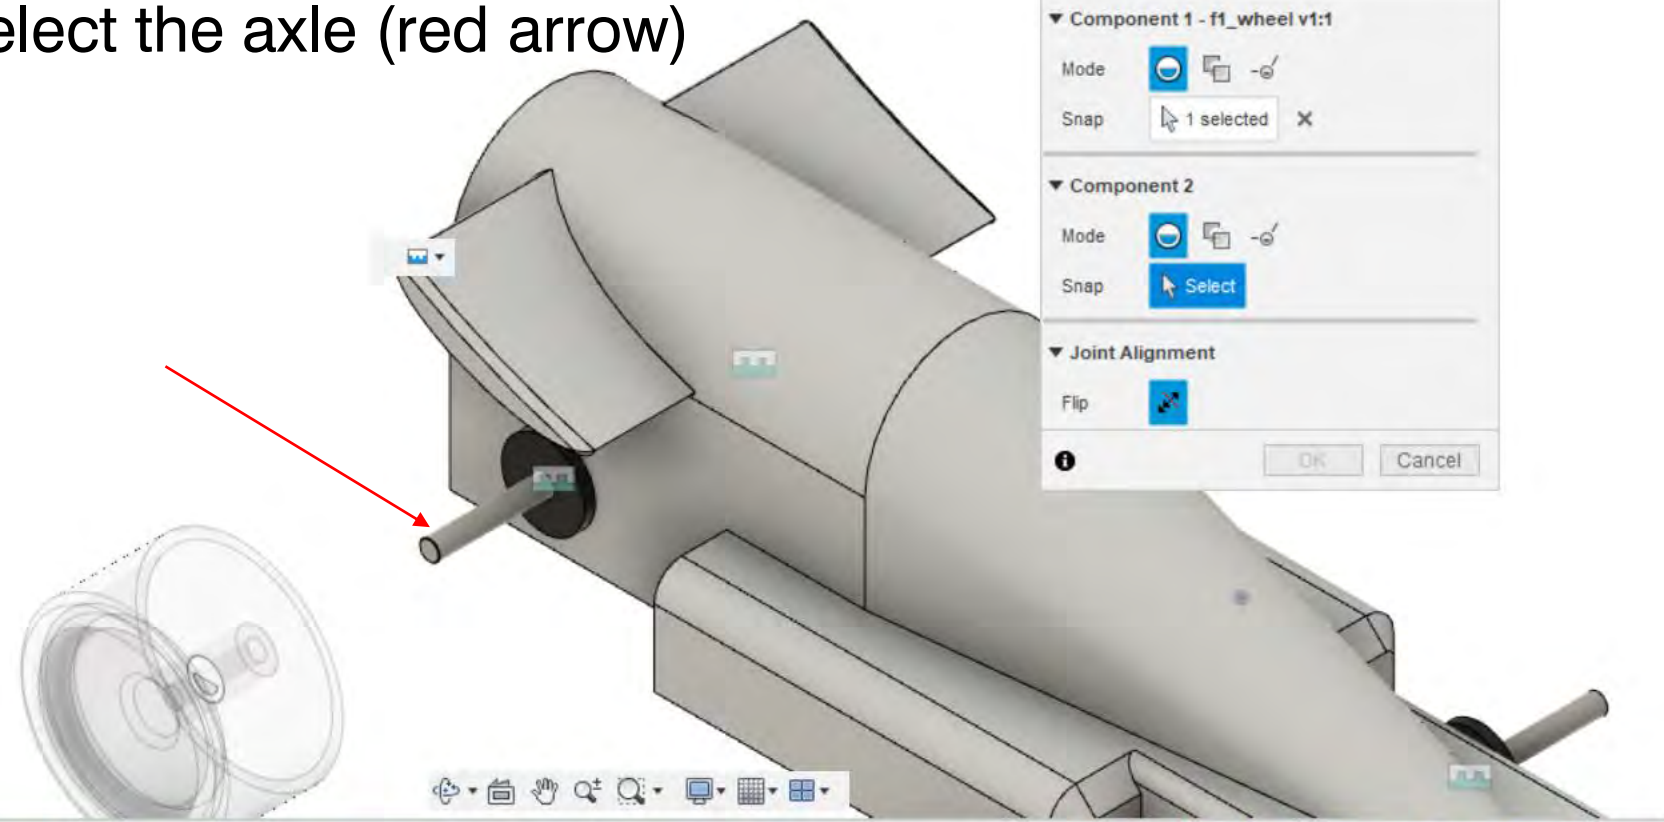 elect the axle (red arrow)
Component 1 - f1_wheel v1:1
Mode
Snap 1 selected
Component 2
Mode
Snap Select
Joint Alignment
Flip
OK Cancel